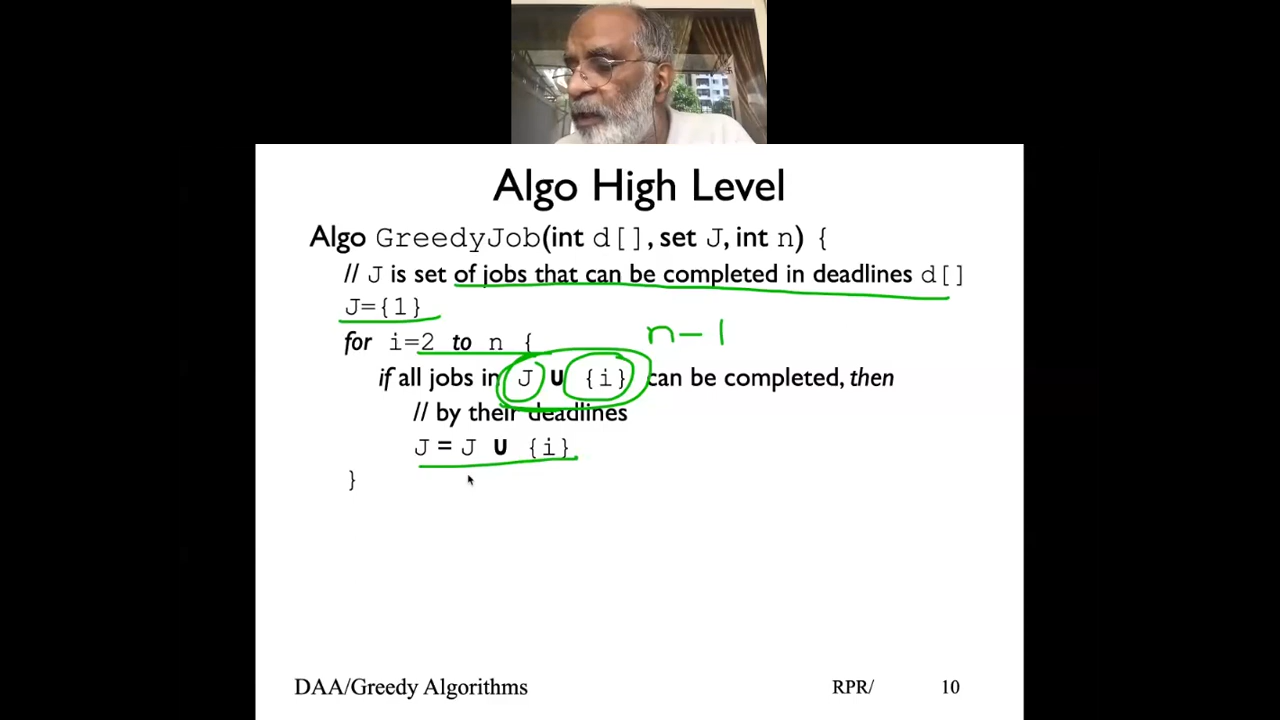 Algo High Level
Algo GreedyJob(int d[], set J, int n) {
// J is set of jobs that can be completed in deadlines d[]
J={1}
for i=2 to n {
n-1
if all jobs in J U {i} can be completed, then
// by their deadlines
J = J U {i}
}
DAA/Greedy Algorithms RPR/ 10